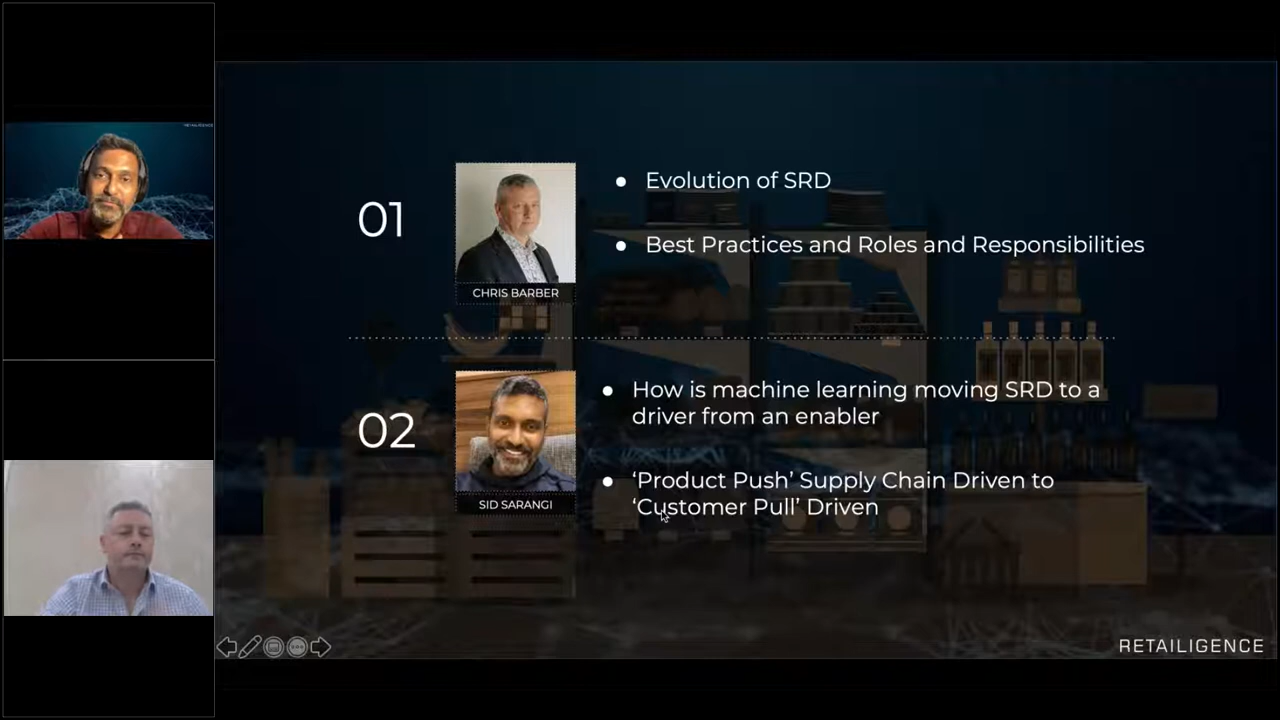 01
CHRIS BARBER
● Evolution of SRD
● Best Practices and Roles and Responsibilities
02
SID SARANGI
● How is machine learning moving SRD to a
driver from an enabler
● ‘Product Push’ Supply Chain Driven to
‘Customer Pull’ Driven
RETAILIGENCE